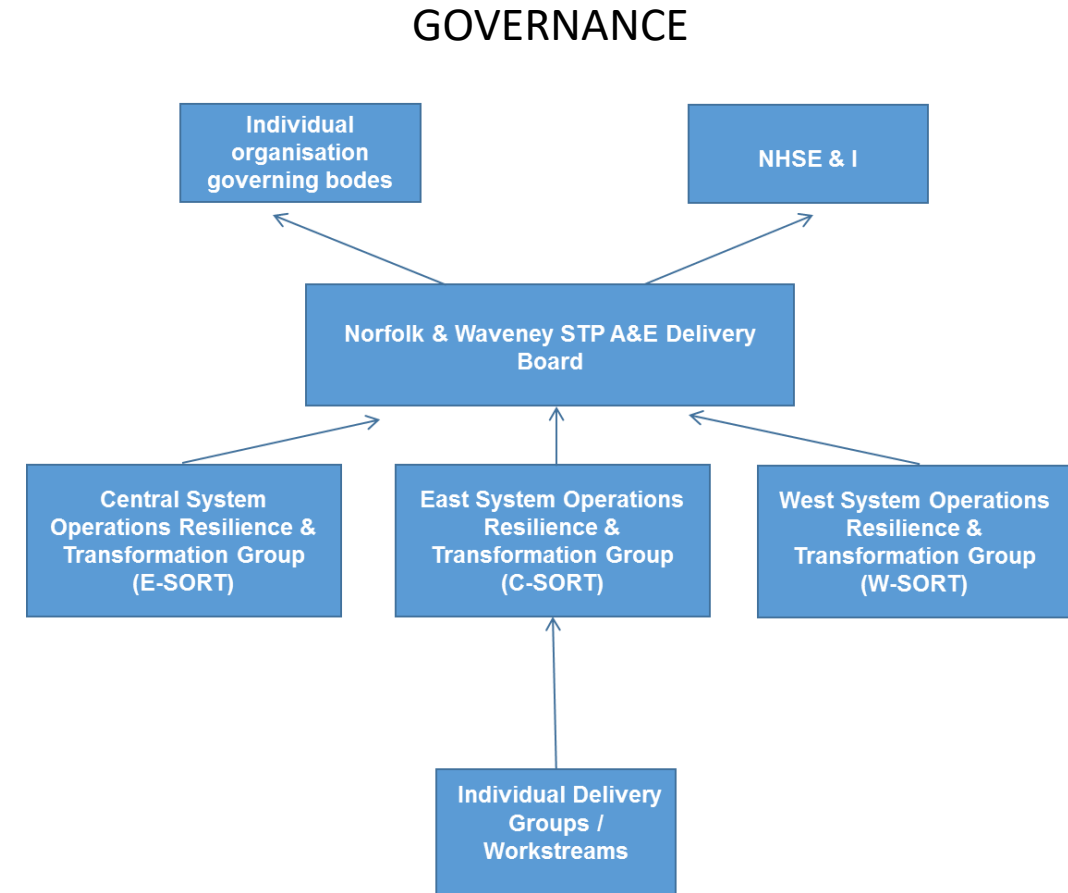 GOVERNANCE
Individual
organisation
governing bodes
NHSE & I
Norfolk & Waveney STP A&E Delivery
Board
Central System
Operations Resilience &
Transformation Group
(E-SORT)
East System Operations
Resilience &
Transformation Group
(C-SORT)
West System Operations
Resilience &
Transformation Group
(W-SORT)
Individual Delivery
Groups /
Workstreams